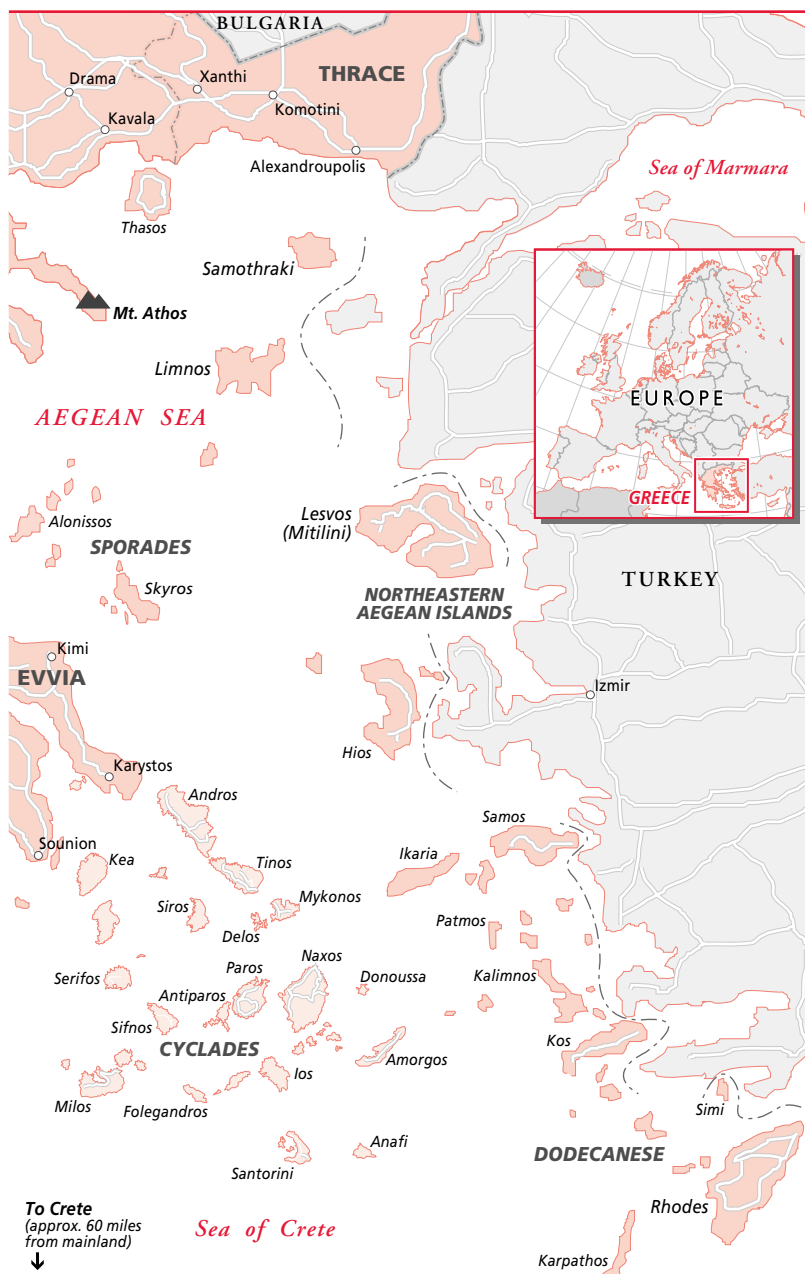 BULGARIA
THRACE
Drama
Xanthi
Kavala
Komotini
Alexandroupolis
Sea of Marmara
Thasos
Samothraki
Mt. Athos
Limnos
EUROPE
GREECE
AEGEAN SEA
Alonissos
SPORADES
Skyros
Lesvos
(Mitilini)
NORTHEASTERN
AEGEAN ISLANDS
TURKEY
Kimi
EVVIA
Izmir
Hios
Karystos
Andros
Samos
Sounion
Kea
Tinos
Ikaria
Siros
Mykonos
Delos
Patmos
Naxos
Paros
Serifos
Donoussa
Kalimnos
Antiparos
Sifnos
CYCLADES
Amorgos
Kos
Ios
Milos
Folegandros
Simi
Anafi
Santorini
DODECANESE
Rhodes
To Crete
(approx. 60 miles
from mainland)
Sea of Crete
Karpathos